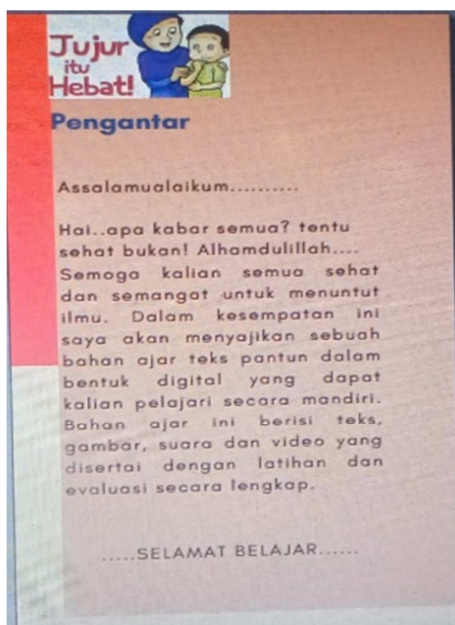 Jujur
itu
Hebat!
Pengantar
Assalamualaikum..........
Hai..apa kabar semua? tentu
sehat bukan! Alhamdulillah....
Semoga kalian semua sehat
dan semangat untuk menuntut
ilmu. Dalam kesempatan ini
saya akan menyajikan sebuah
bahan ajar teks pantun dalam
bentuk digital yang dapat
kalian pelajari secara mandiri.
Bahan ajar ini berisi teks,
gambar, suara dan video yang
disertai dengan latihan dan
evaluasi secara lengkap.
.....SELAMAT BELAJAR......